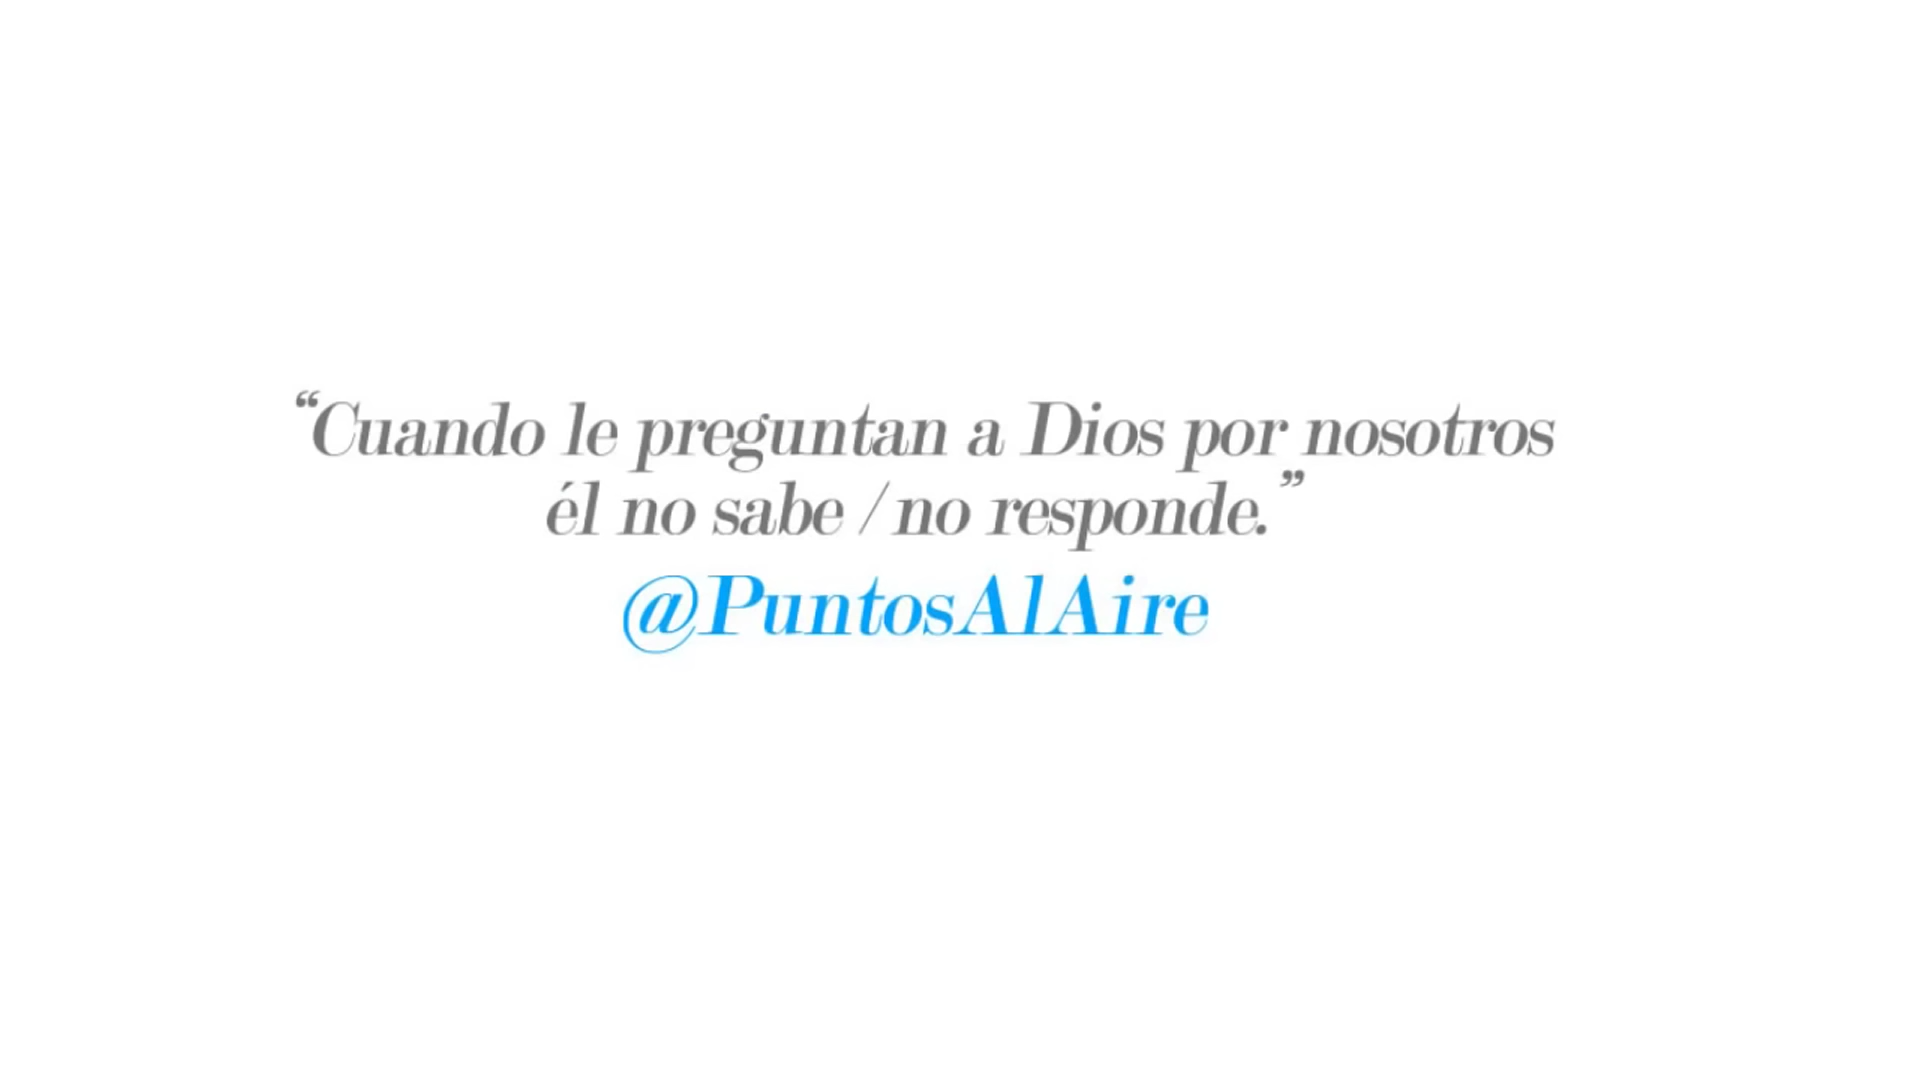 “Cuando le preguntan a Dios por nosotros
él no sabe / no responde.”
@PuntosAlAire